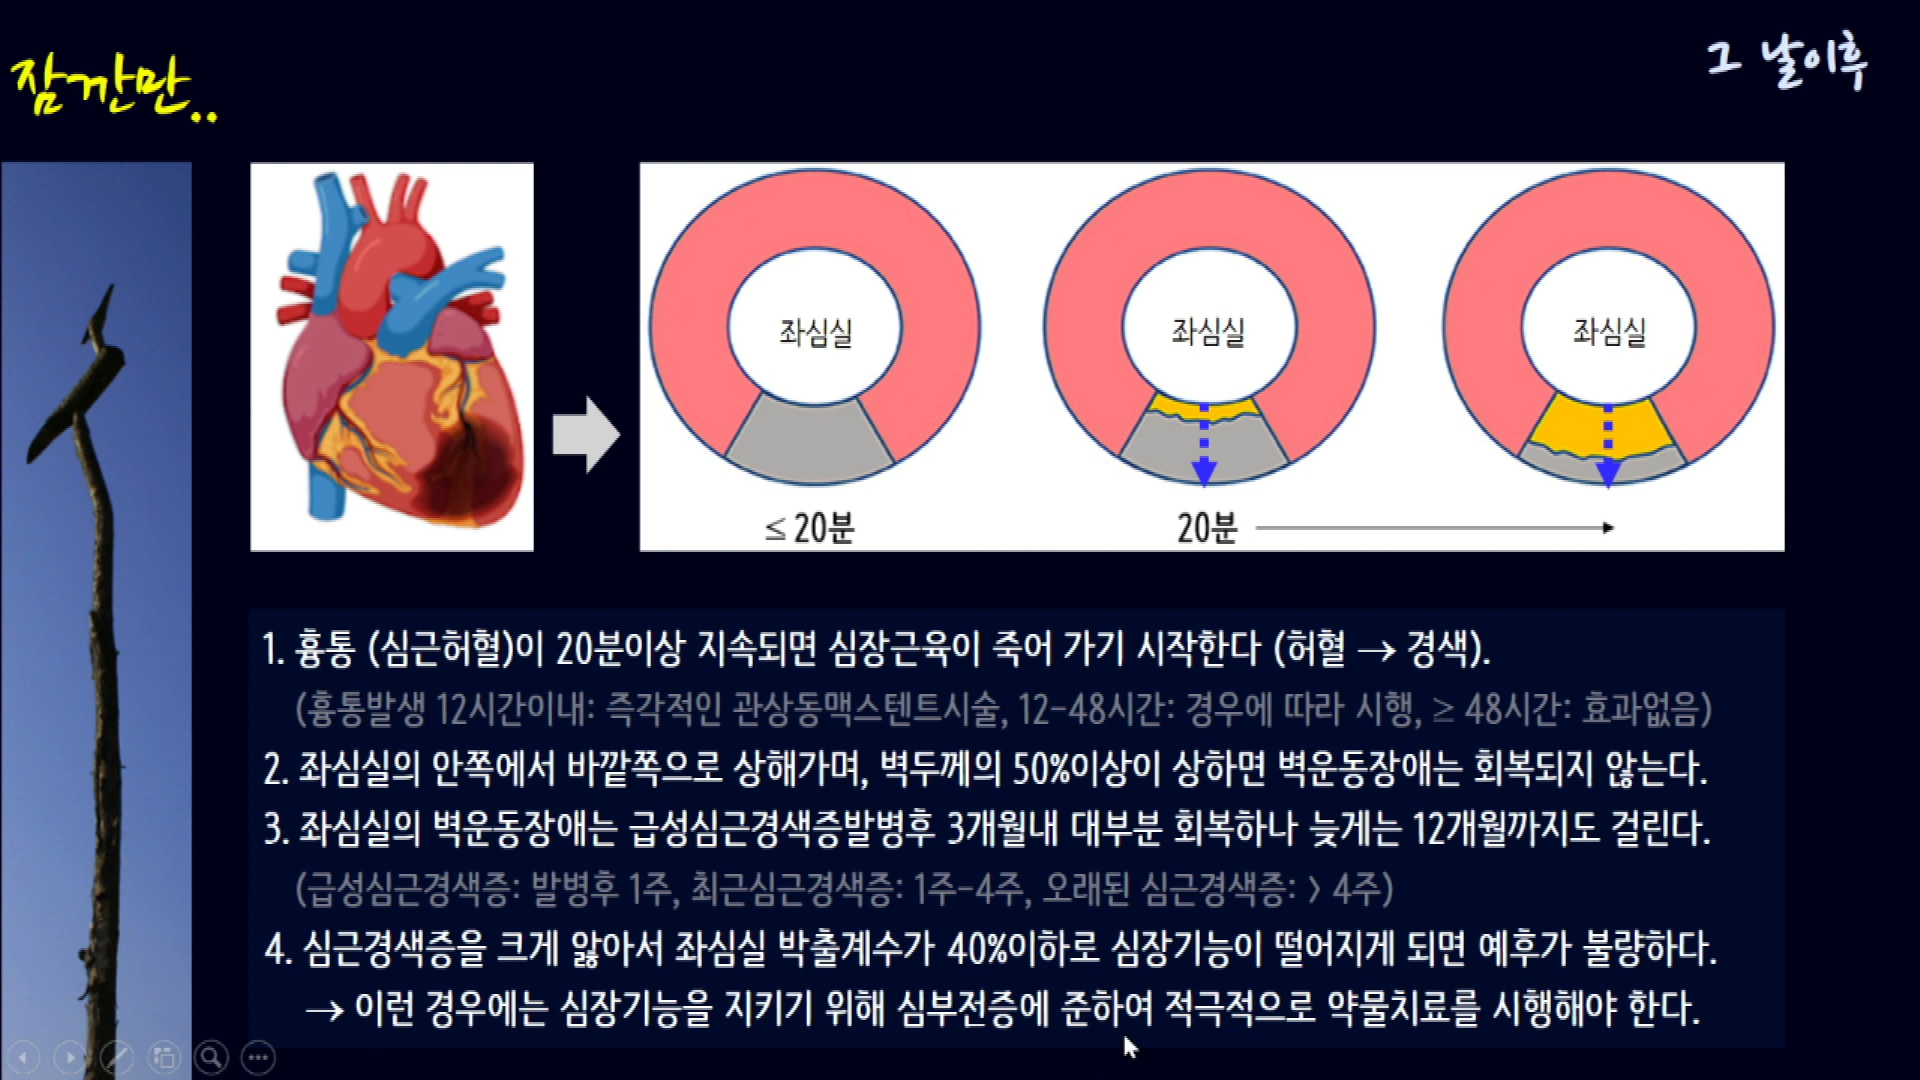 잠깐만..
그 날이후
좌심실
좌심실
좌심실
≤ 20분
20분
1. 흉통 (심근허혈)이 20분이상 지속되면 심장근육이 죽어 가기 시작한다 (허혈 → 경색).
(흉통발생 12시간이내: 즉각적인 관상동맥스텐트시술, 12-48시간: 경우에 따라 시행, ≥ 48시간: 효과없음)
2. 좌심실의 안쪽에서 바깥쪽으로 상해가며, 벽두께의 50%이상이 상하면 벽운동장애는 회복되지 않는다.
3. 좌심실의 벽운동장애는 급성심근경색증발병후 3개월내 대부분 회복하나 늦게는 12개월까지도 걸린다.
(급성심근경색증: 발병후 1주, 최근심근경색증: 1주-4주, 오래된 심근경색증: > 4주)
4. 심근경색증을 크게 앓아서 좌심실 박출계수가 40%이하로 심장기능이 떨어지게 되면 예후가 불량하다.
→ 이런 경우에는 심장기능을 지키기 위해 심부전증에 준하여 적극적으로 약물치료를 시행해야 한다.